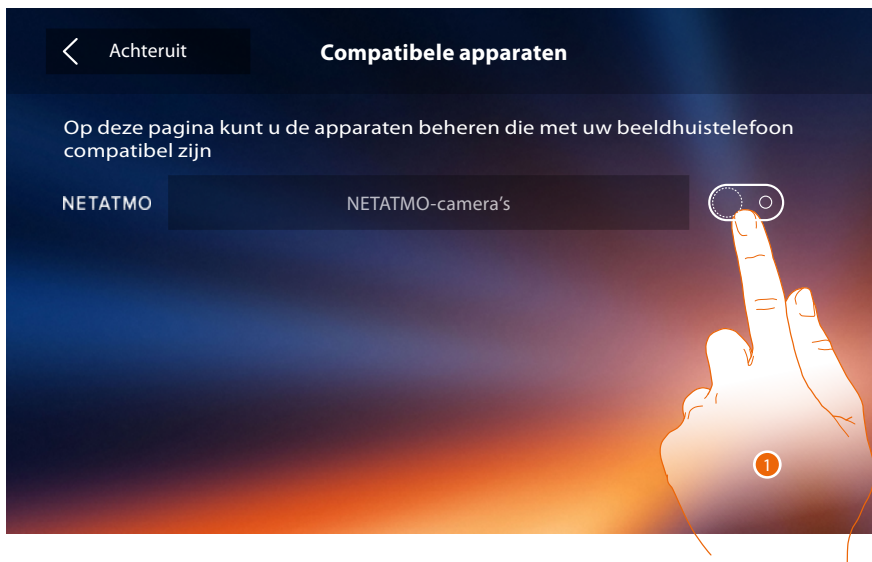 Achteruit
Compatibele apparaten
Op deze pagina kunt u de apparaten beheren die met uw beeldhuistelefoon
compatibel zijn
NETATMO
NETATMO-camera's
1